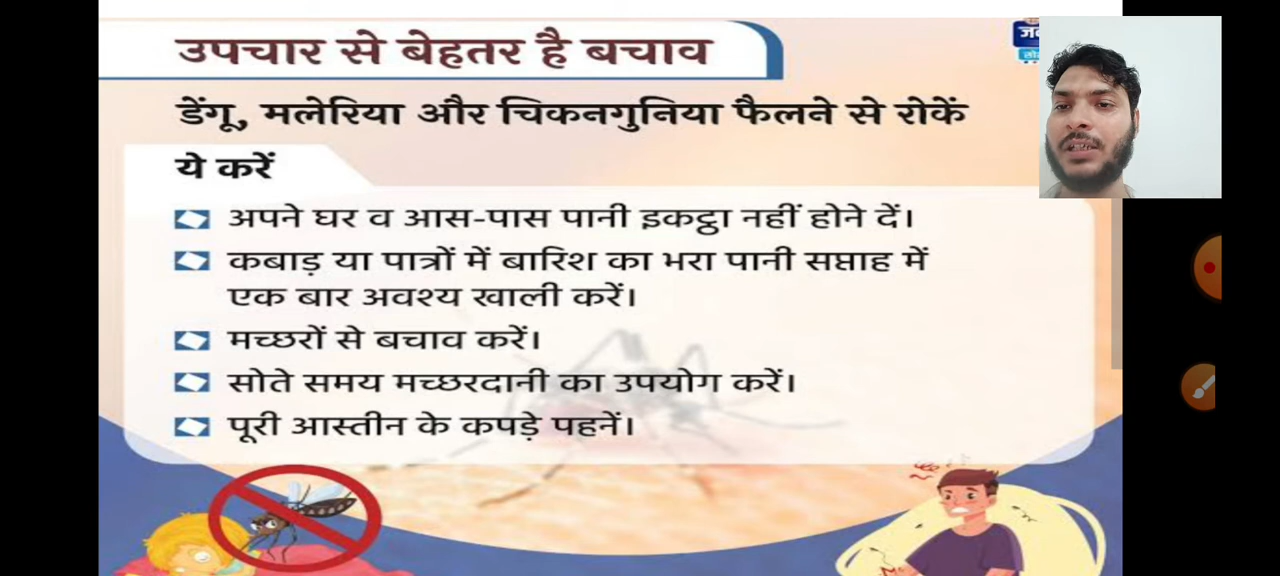 उपचार से बेहतर है बचाव
डेंगू, मलेरिया और चिकनगुनिया फैलने से रोकें
ये करें
अपने घर व आस-पास पानी इकट्ठा नहीं होने दें।
कबाड़ या पात्रों में बारिश का भरा पानी सप्ताह में
एक बार अवश्य खाली करें।
मच्छरों से बचाव करें।
सोते समय मच्छरदानी का उपयोग करें।
पूरी आस्तीन के कपड़े पहनें।